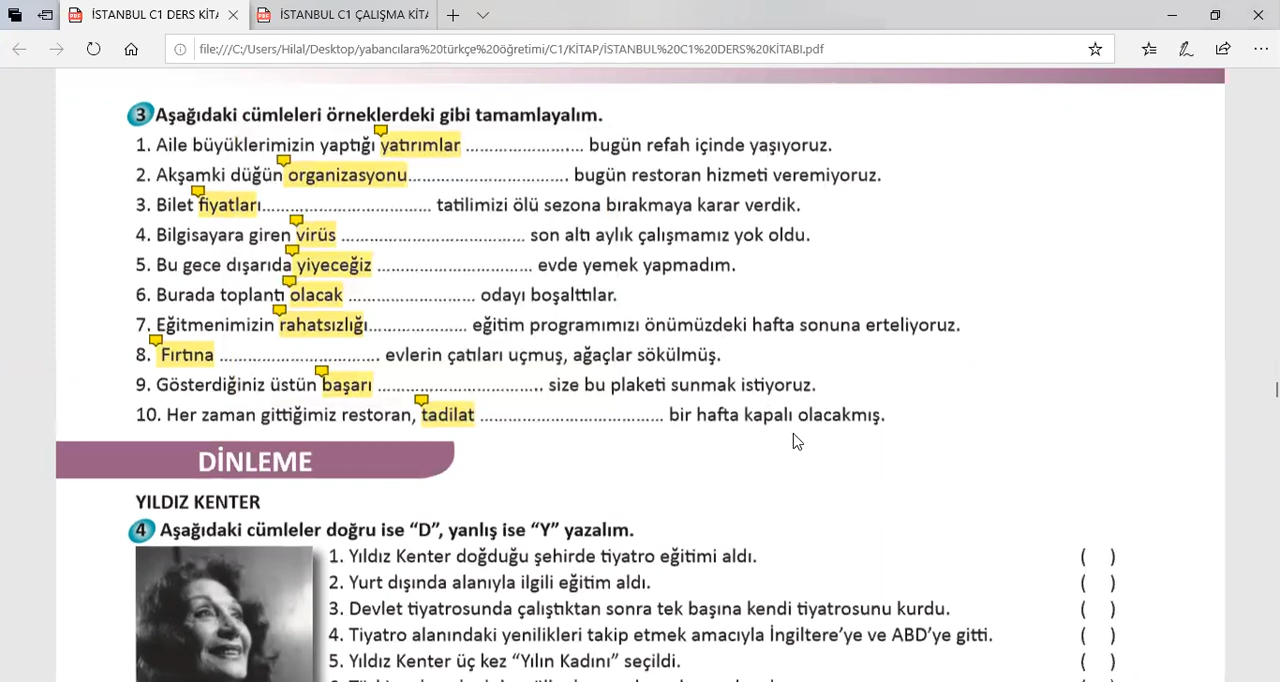 İSTANBUL C1 DERS KİTA
İSTANBUL C1 ÇALIŞMA KİTA
file:///C:/Users/Hilal/Desktop/yabancılara%20türkçe%20öğretimi/C1/KİTAP/İSTANBUL%20C1%20DERS%20KİTABI.pdf
3 Aşağıdaki cümleleri örneklerdeki gibi tamamlayalım.
1. Aile büyüklerimizin yaptığı yatırımlar ........................ bugün refah içinde yaşıyoruz.
2. Akşamki düğün organizasyonu................................ bugün restoran hizmeti veremiyoruz.
3. Bilet fiyatları.................................. tatilimizi ölü sezona bırakmaya karar verdik.
4. Bilgisayara giren virüs .................................... son altı aylık çalışmamız yok oldu.
5. Bu gece dışarıda yiyeceğiz ............................... evde yemek yapmadım.
6. Burada toplantı olacak ......................... odayı boşalttılar.
7. Eğitmenimizin rahatsızlığı.................... eğitim programımızı önümüzdeki hafta sonuna erteliyoruz.
8. Fırtına ................................ evlerin çatıları uçmuş, ağaçlar sökülmüş.
9. Gösterdiğiniz üstün başarı ................................. size bu plaketi sunmak istiyoruz.
10. Her zaman gittiğimiz restoran, tadilat ..................................... bir hafta kapalı olacakmış.
DİNLEME
YILDIZ KENTER
4 Aşağıdaki cümleler doğru ise “D”, yanlış ise “Y” yazalım.
1. Yıldız Kenter doğduğu şehirde tiyatro eğitimi aldı. ( )
2. Yurt dışında alanıyla ilgili eğitim aldı. ( )
3. Devlet tiyatrosunda çalıştıktan sonra tek başına kendi tiyatrosunu kurdu. ( )
4. Tiyatro alanındaki yenilikleri takip etmek amacıyla İngiltere’ye ve ABD’ye gitti. ( )
5. Yıldız Kenter üç kez “Yılın Kadını” seçildi. ( )